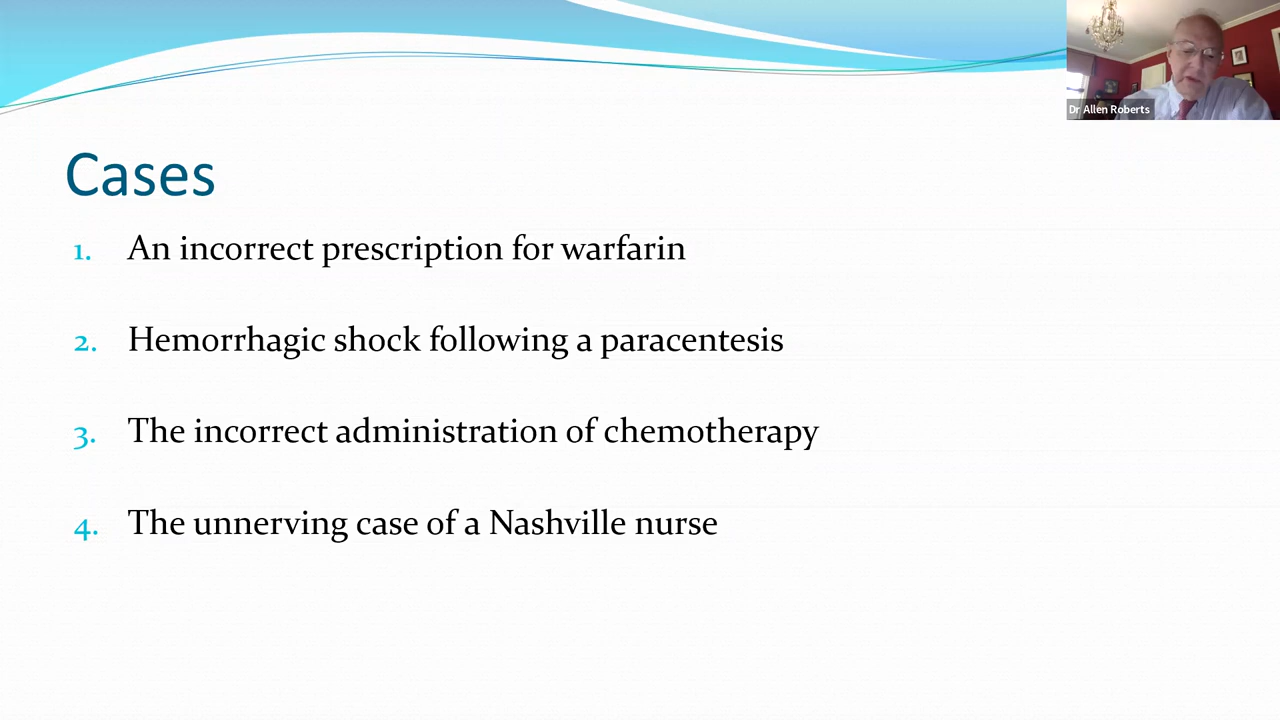 Dr Allen Roberts
Cases
1. An incorrect prescription for warfarin
2. Hemorrhagic shock following a paracentesis
3. The incorrect administration of chemotherapy
4. The unnerving case of a Nashville nurse